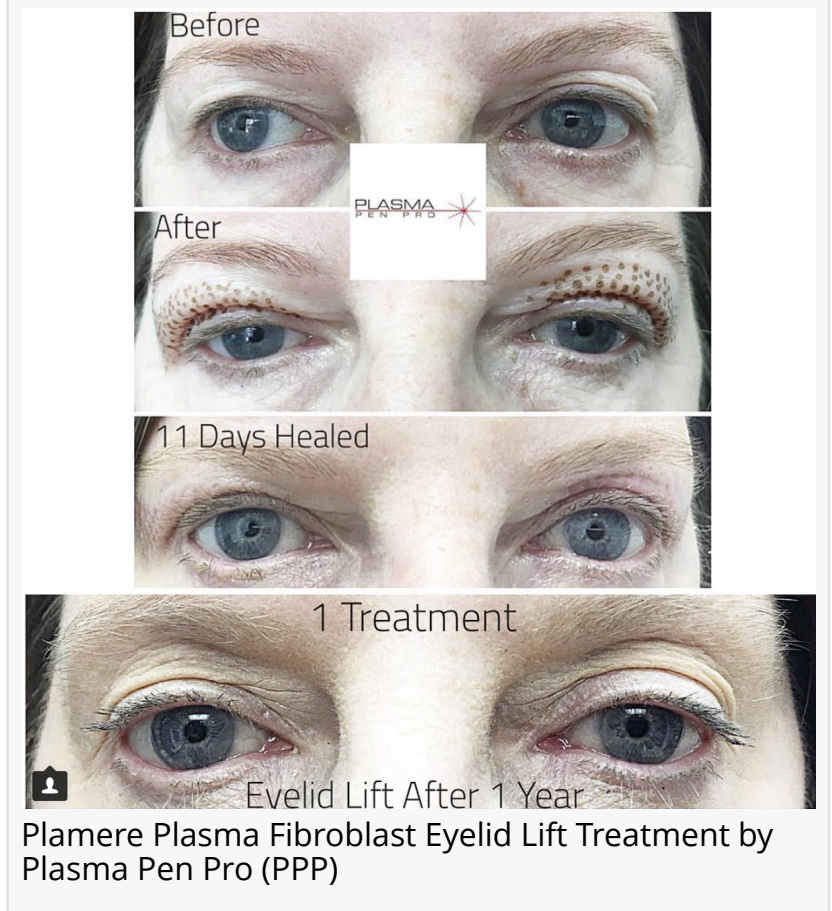 Before
PLASMA
PEN PRO
After
11 Days Healed
1 Treatment
Eyelid Lift After 1 Year
Plamere Plasma Fibroblast Eyelid Lift Treatment by
Plasma Pen Pro (PPP)